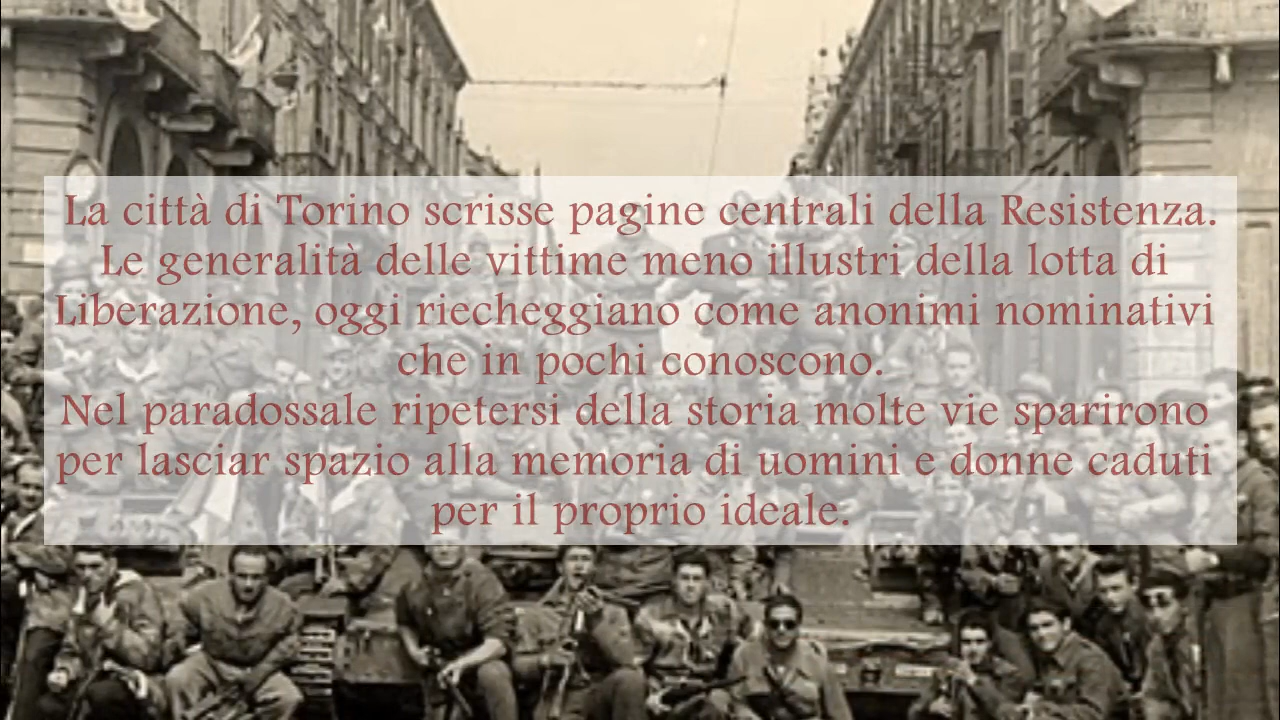 La città di Torino scrisse pagine centrali della Resistenza.
Le generalità delle vittime meno illustri della lotta di
Liberazione, oggi riecheggiano come anonimi nominativi
che in pochi conoscono.
Nel paradossale ripetersi della storia molte vie sparirono
per lasciar spazio alla memoria di uomini e donne caduti
per il proprio ideale.